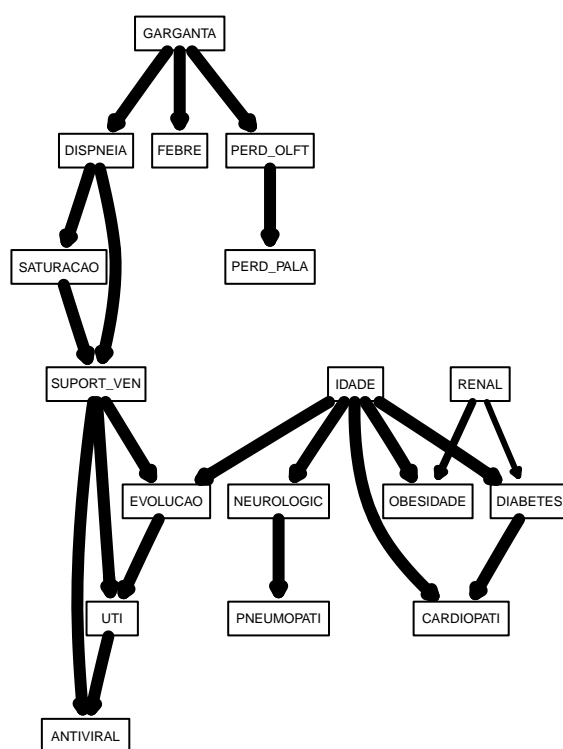 GARGANTA
DISPNEIA
FEBRE
PERD_OLFT
SATURACAO
PERD_PALA
SUPORT_VEN
IDADE
RENAL
EVOLUCAO
NEUROLOGIC
OBESIDADE
DIABETES
UTI
PNEUMOPATI
CARDIOPATI
ANTIVIRAL